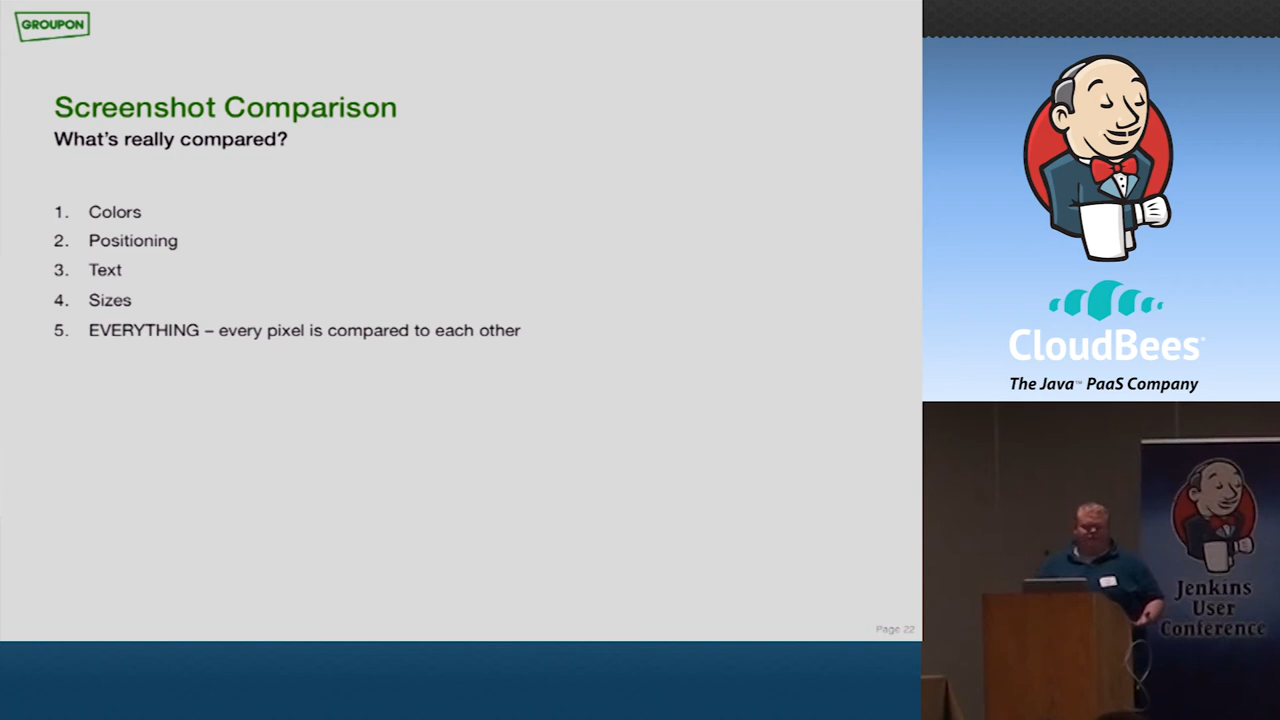 GROUPON
Screenshot Comparison
What's really compared?
1. Colors
2. Positioning
3. Text
4. Sizes
5. EVERYTHING – every pixel is compared to each other
Page 22
CloudBees
The Java™ PaaS Company
Jenkins
User
Conference